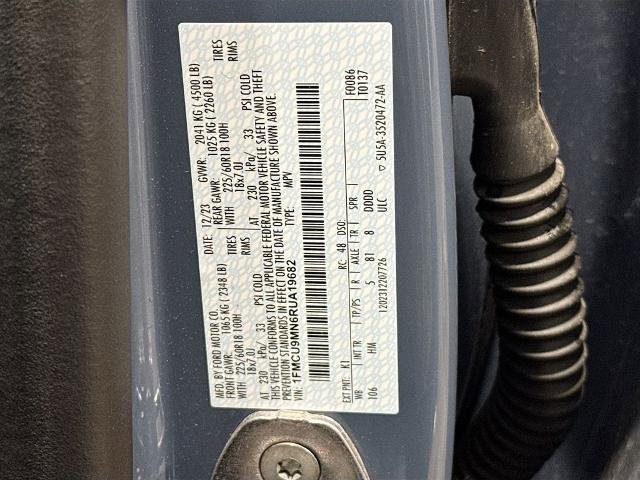 MFD. BY FORD MOTOR CO. DATE: 12/23 GVWR: 2041 KG ( 4500 LB)
FRONT GAWR: 1065 KG ( 2348 LB) REAR GAWR: 1025 KG ( 2260 LB)
WITH 225/60R18 100H TIRES WITH 225/60R18 100H TIRES
18x7.0J RIMS 18x7.0J RIMS
AT 230 kPa/ 33 PSI COLD AT 230 kPa/ 33 PSI COLD
THIS VEHICLE CONFORMS TO ALL APPLICABLE FEDERAL MOTOR VEHICLE SAFETY AND THEFT
PREVENTION STANDARDS IN EFFECT ON THE DATE OF MANUFACTURE SHOWN ABOVE.
VIN: 1FMCU9MN6RUA19682 TYPE: MPV
F0086
T0137
EXT PNT: K1 RC: 48 DSO:
WB INT TR TP/PS R AXLE TR SPR
106 HM 5 81 8 DDDD
ULC
1202312207726
▽ 5U5A-3520472-AA